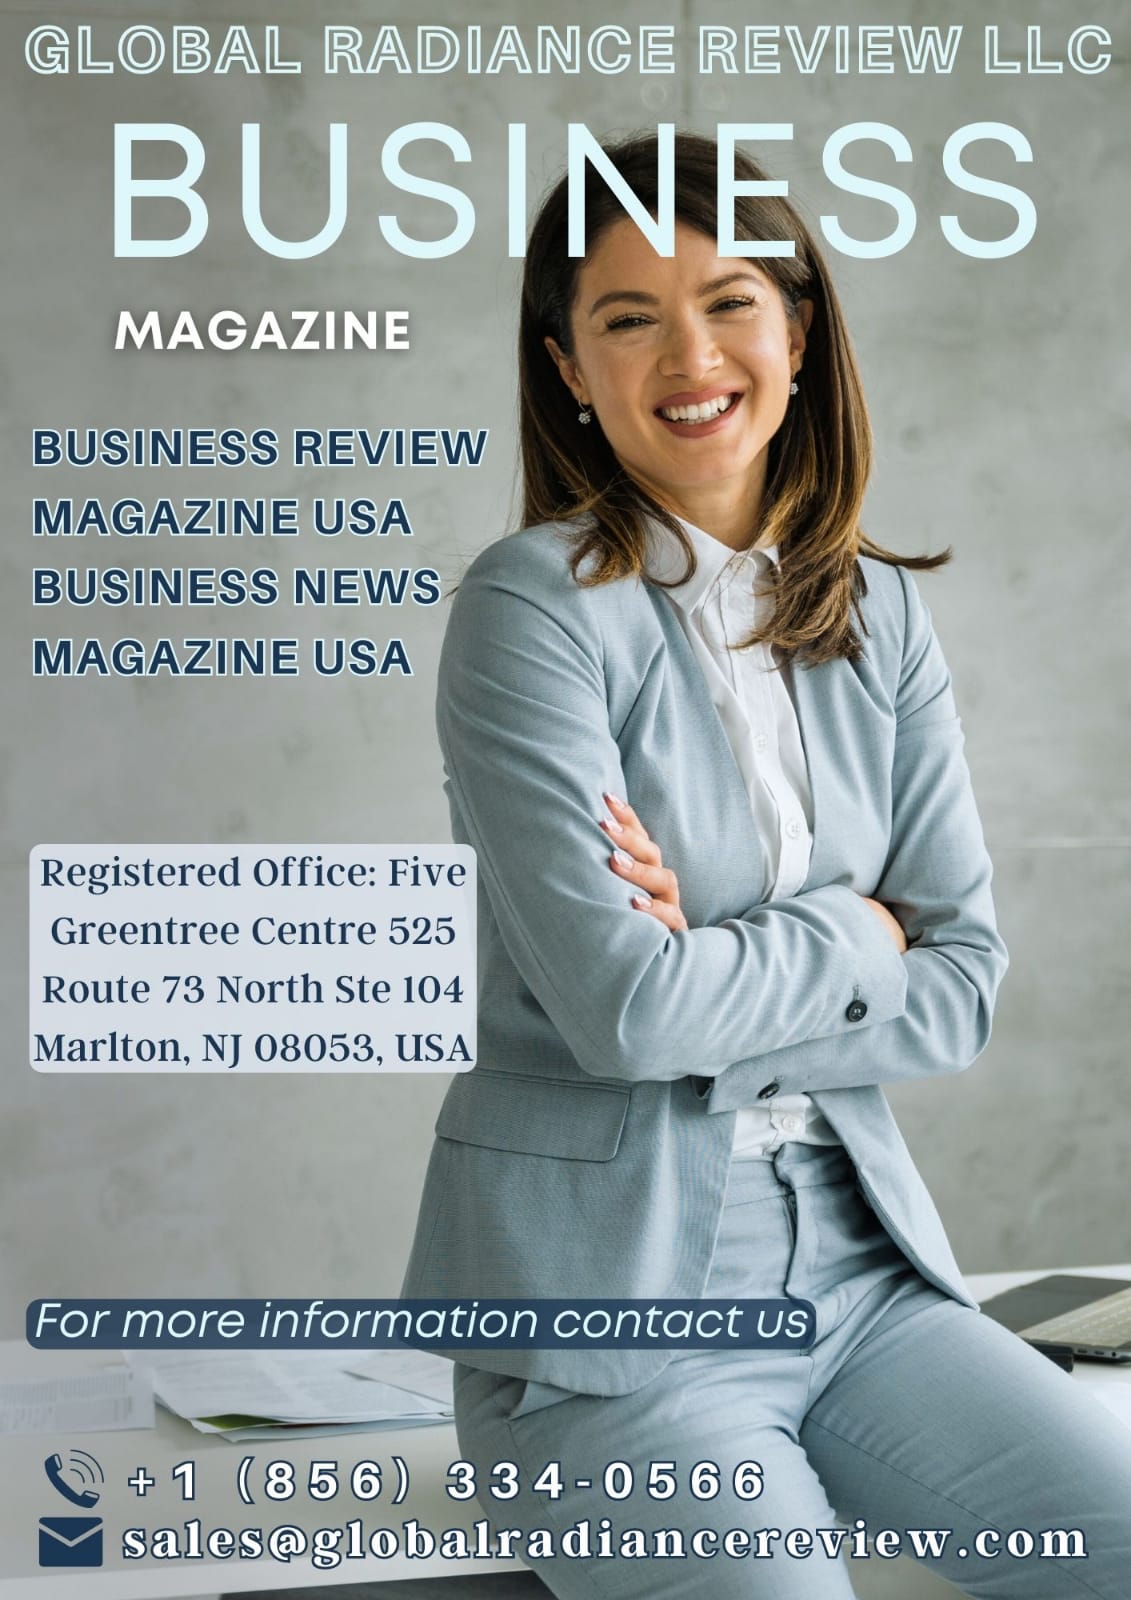 GLOBAL RADIANCE REVIEW LLC
BUSINESS
MAGAZINE
BUSINESS REVIEW
MAGAZINE USA
BUSINESS NEWS
MAGAZINE USA
Registered Office: Five
Greentree Centre 525
Route 73 North Ste 104
Marlton, NJ 08053, USA
For more information contact us
+1 (856) 334-0566
sales@globalradiancereview.com